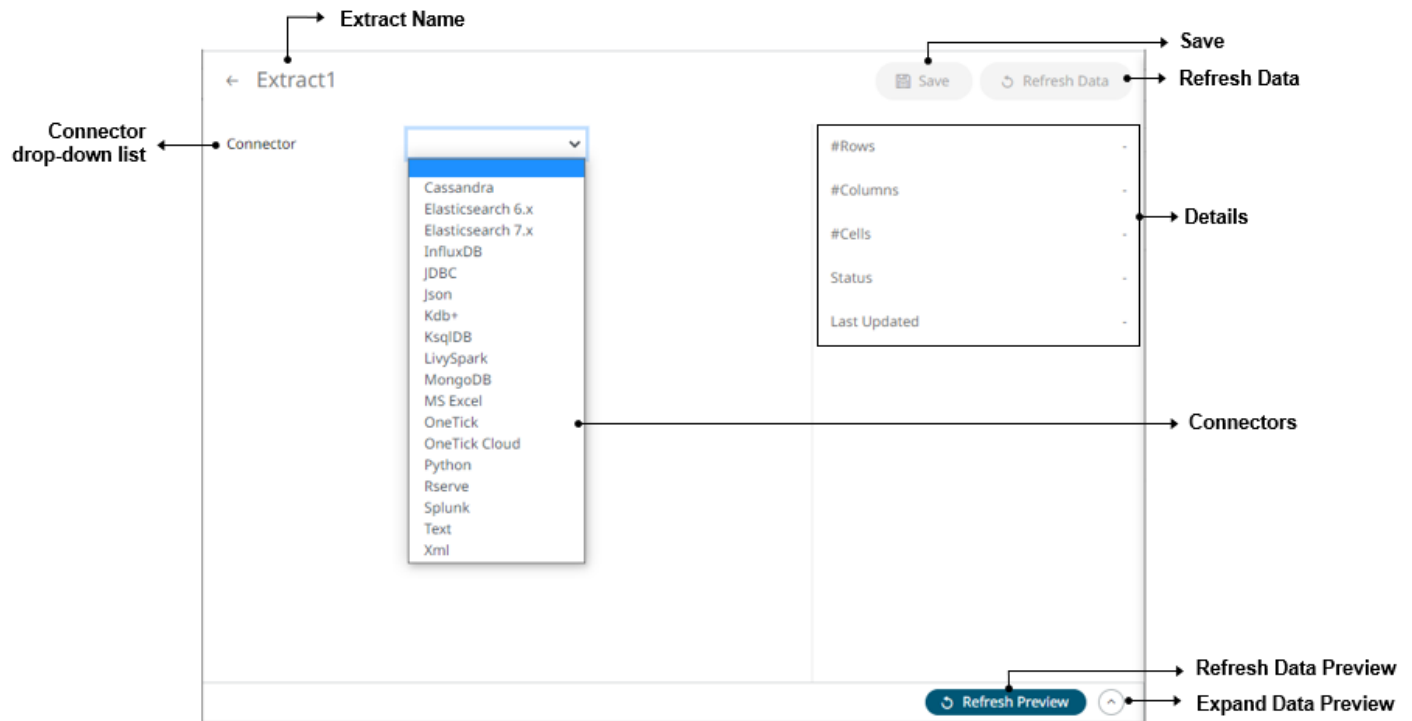 Extract Name
Save
← Extract1
Save
Refresh Data
Refresh Data
Connector
drop-down list
Connector
#Rows -
#Columns -
#Cells -
Status -
Last Updated -
Details
Cassandra
Elasticsearch 6.x
Elasticsearch 7.x
InfluxDB
JDBC
Json
Kdb+
KsqlDB
LivySpark
MongoDB
MS Excel
OneTick
OneTick Cloud
Python
Rserve
Splunk
Text
Xml
Connectors
Refresh Data Preview
Refresh Preview
Expand Data Preview